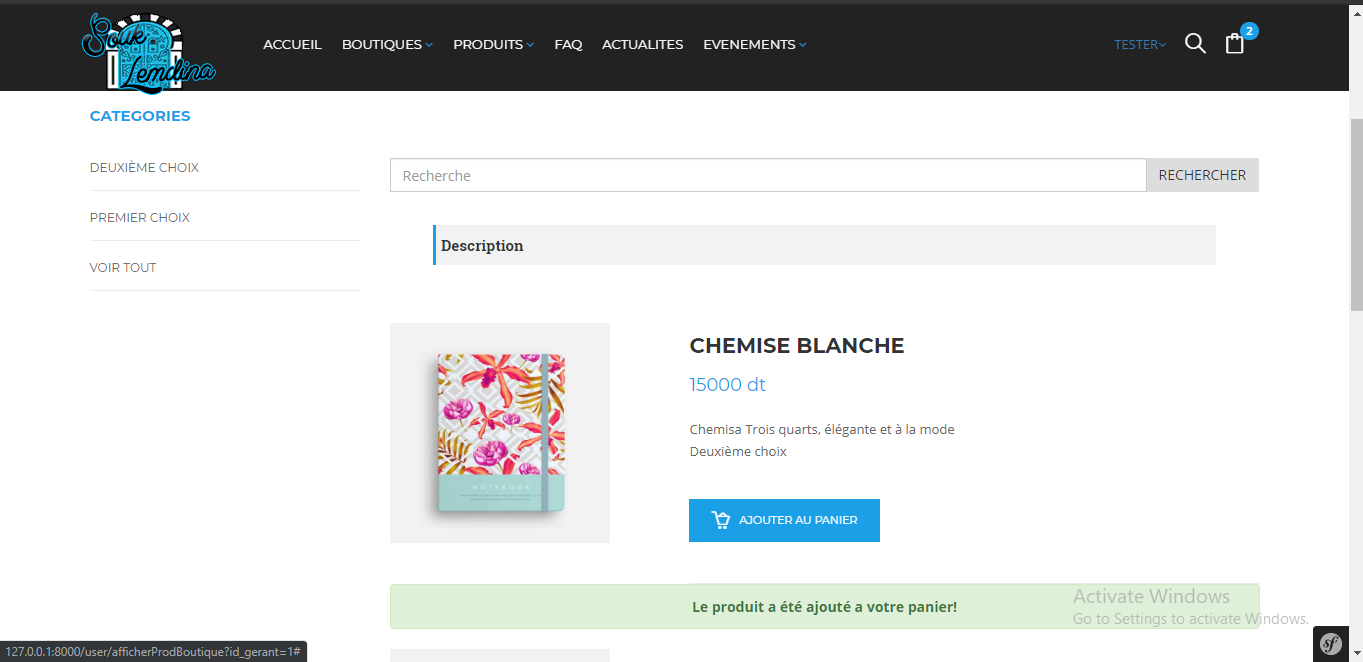 Souk
Lemdina
ACCUEIL BOUTIQUES PRODUITS FAQ ACTUALITES EVENEMENTS TESTER 2
CATEGORIES
DEUXIÈME CHOIX
PREMIER CHOIX
VOIR TOUT
Recherche RECHERCHER
Description
NOTEBOOK
CHEMISE BLANCHE
15000 dt
Chemisa Trois quarts, élégante et à la mode
Deuxième choix
AJOUTER AU PANIER
Le produit a été ajouté a votre panier!
Activate Windows
Go to Settings to activate Windows.
127.0.0.1:8000/user/afficherProdBoutique?id_gerant=1#
sf